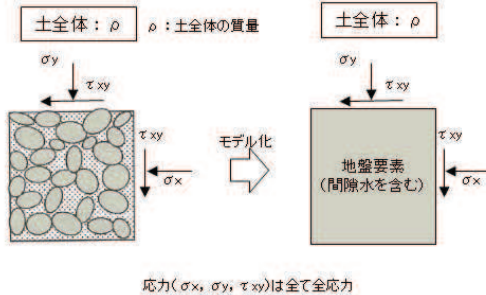 土全体：ρ
ρ：土全体の質量
土全体：ρ
σy
τxy
τxy
σx
モデル化
σy
τxy
τxy
σx
地盤要素
(間隙水を含む)
応力(σx, σy, τxy)は全て全応力